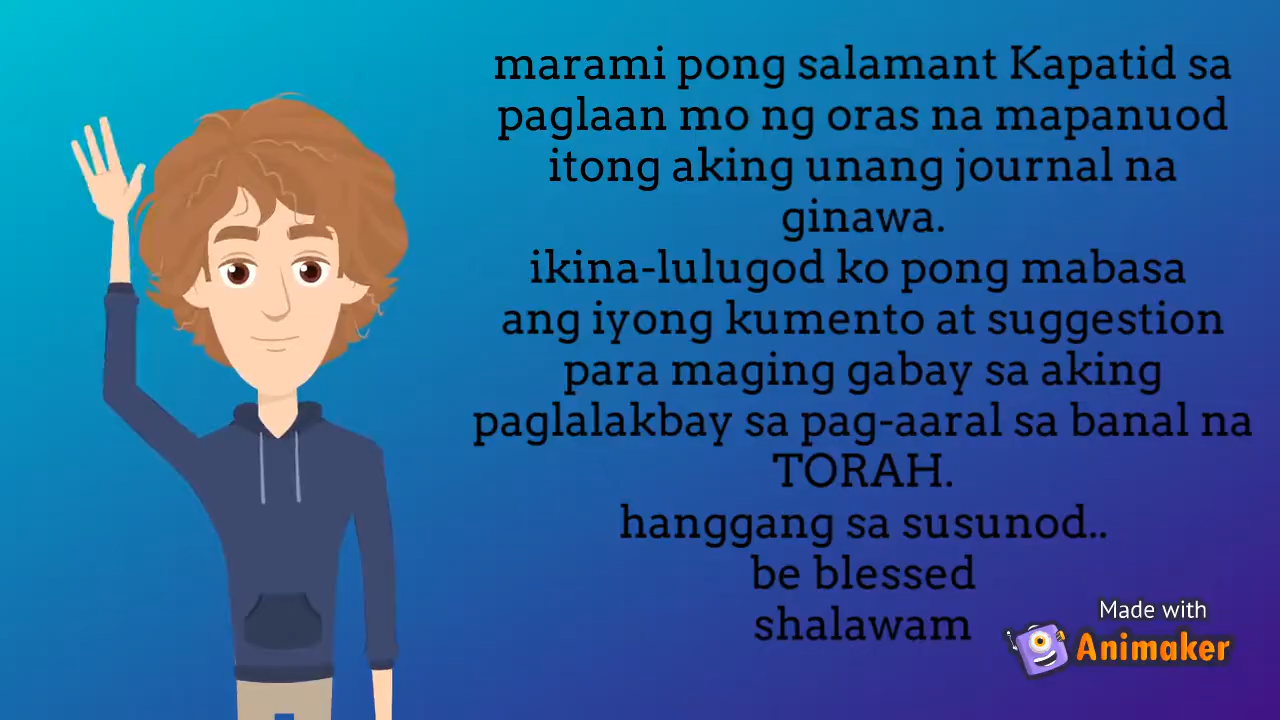 marami pong salamant Kapatid sa
paglaan mo ng oras na mapanuod
itong aking unang journal na
ginawa.
ikina-lulugod ko pong mabasa
ang iyong kumento at suggestion
para maging gabay sa aking
paglalakbay sa pag-aaral sa banal na
TORAH.
hanggang sa susunod..
be blessed
shalawam
Made with
Animaker